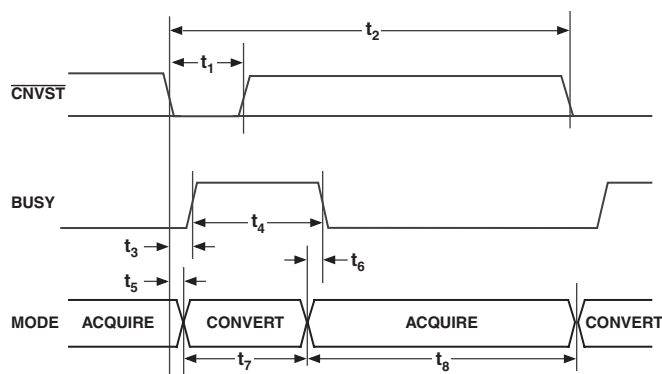 t2
t1
CNVST
BUSY
t4
t3
t6
t5
MODE ACQUIRE CONVERT ACQUIRE CONVERT
t7 t8